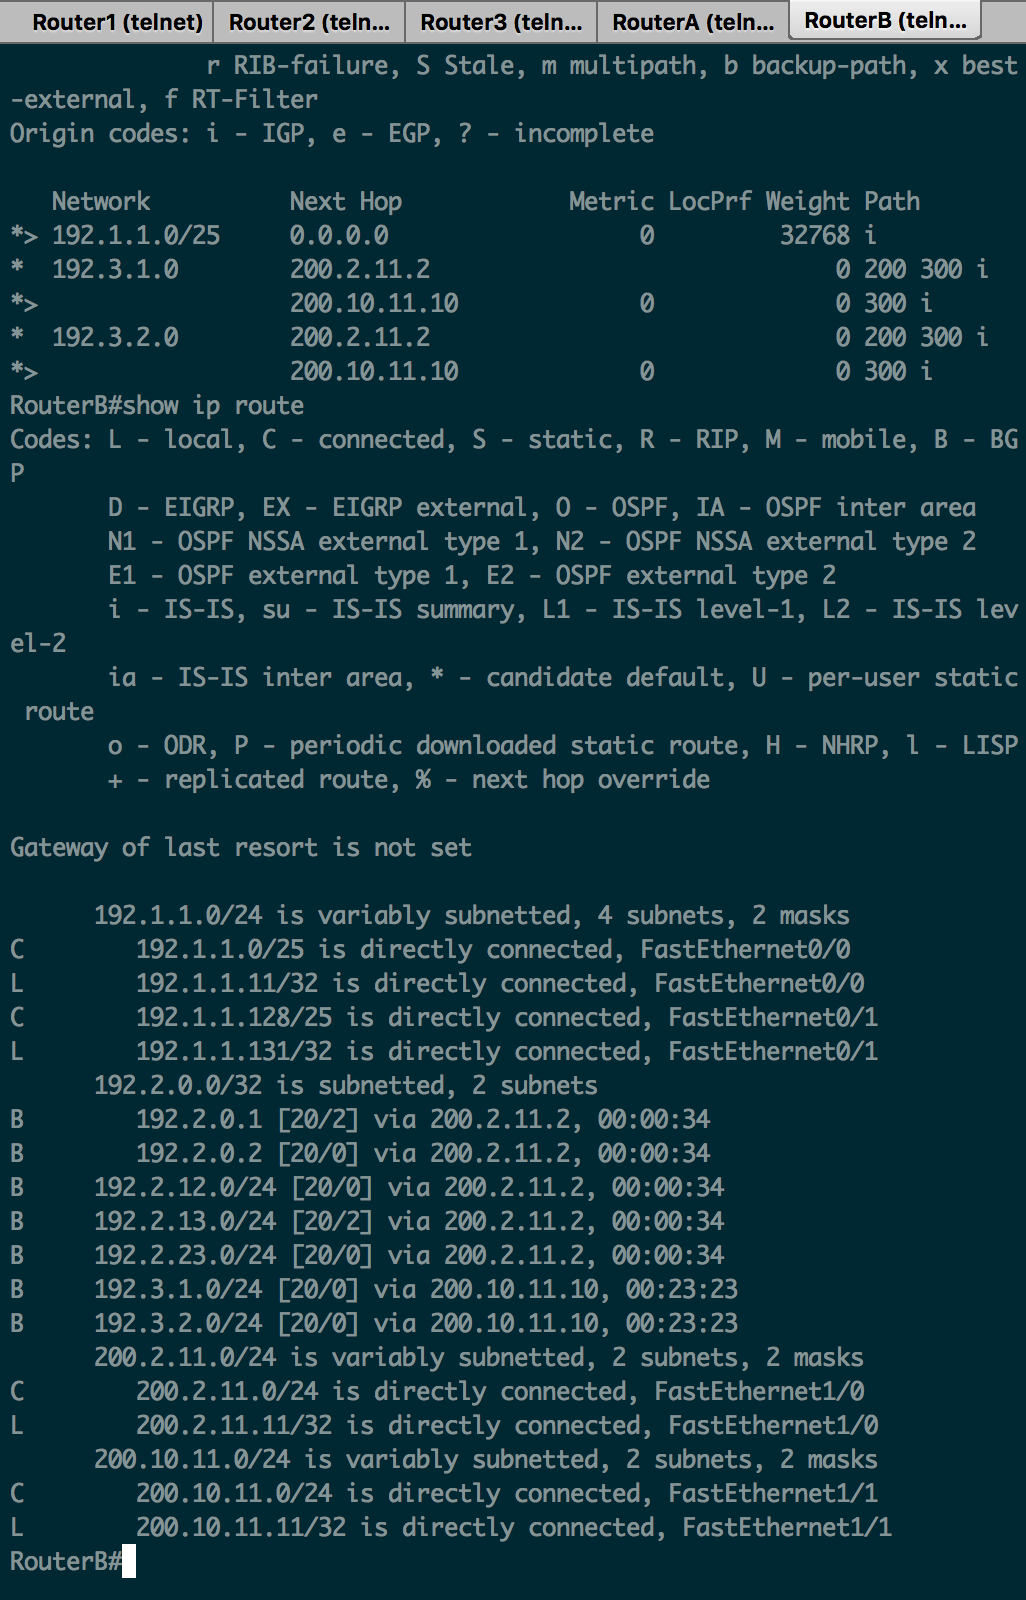 Router1 (telnet) Router2 (teln... Router3 (teln... RouterA (teln... RouterB (teln...
              r RIB-failure, S Stale, m multipath, b backup-path, x best
-external, f RT-Filter
Origin codes: i - IGP, e - EGP, ? - incomplete
   Network          Next Hop            Metric LocPrf Weight Path
*> 192.1.1.0/25     0.0.0.0                  0         32768 i
*  192.3.1.0        200.2.11.2                             0 200 300 i
*>                  200.10.11.10             0             0 300 i
*  192.3.2.0        200.2.11.2                             0 200 300 i
*>                  200.10.11.10             0             0 300 i
RouterB#show ip route
Codes: L - local, C - connected, S - static, R - RIP, M - mobile, B - BG
P
       D - EIGRP, EX - EIGRP external, O - OSPF, IA - OSPF inter area
       N1 - OSPF NSSA external type 1, N2 - OSPF NSSA external type 2
       E1 - OSPF external type 1, E2 - OSPF external type 2
       i - IS-IS, su - IS-IS summary, L1 - IS-IS level-1, L2 - IS-IS lev
el-2
       ia - IS-IS inter area, * - candidate default, U - per-user static
 route
       o - ODR, P - periodic downloaded static route, H - NHRP, l - LISP
       + - replicated route, % - next hop override
Gateway of last resort is not set
      192.1.1.0/24 is variably subnetted, 4 subnets, 2 masks
C        192.1.1.0/25 is directly connected, FastEthernet0/0
L        192.1.1.11/32 is directly connected, FastEthernet0/0
C        192.1.1.128/25 is directly connected, FastEthernet0/1
L        192.1.1.131/32 is directly connected, FastEthernet0/1
      192.2.0.0/32 is subnetted, 2 subnets
B        192.2.0.1 [20/2] via 200.2.11.2, 00:00:34
B        192.2.0.2 [20/0] via 200.2.11.2, 00:00:34
B     192.2.12.0/24 [20/0] via 200.2.11.2, 00:00:34
B     192.2.13.0/24 [20/2] via 200.2.11.2, 00:00:34
B     192.2.23.0/24 [20/0] via 200.2.11.2, 00:00:34
B     192.3.1.0/24 [20/0] via 200.10.11.10, 00:23:23
B     192.3.2.0/24 [20/0] via 200.10.11.10, 00:23:23
      200.2.11.0/24 is variably subnetted, 2 subnets, 2 masks
C        200.2.11.0/24 is directly connected, FastEthernet1/0
L        200.2.11.11/32 is directly connected, FastEthernet1/0
      200.10.11.0/24 is variably subnetted, 2 subnets, 2 masks
C        200.10.11.0/24 is directly connected, FastEthernet1/1
L        200.10.11.11/32 is directly connected, FastEthernet1/1
RouterB#